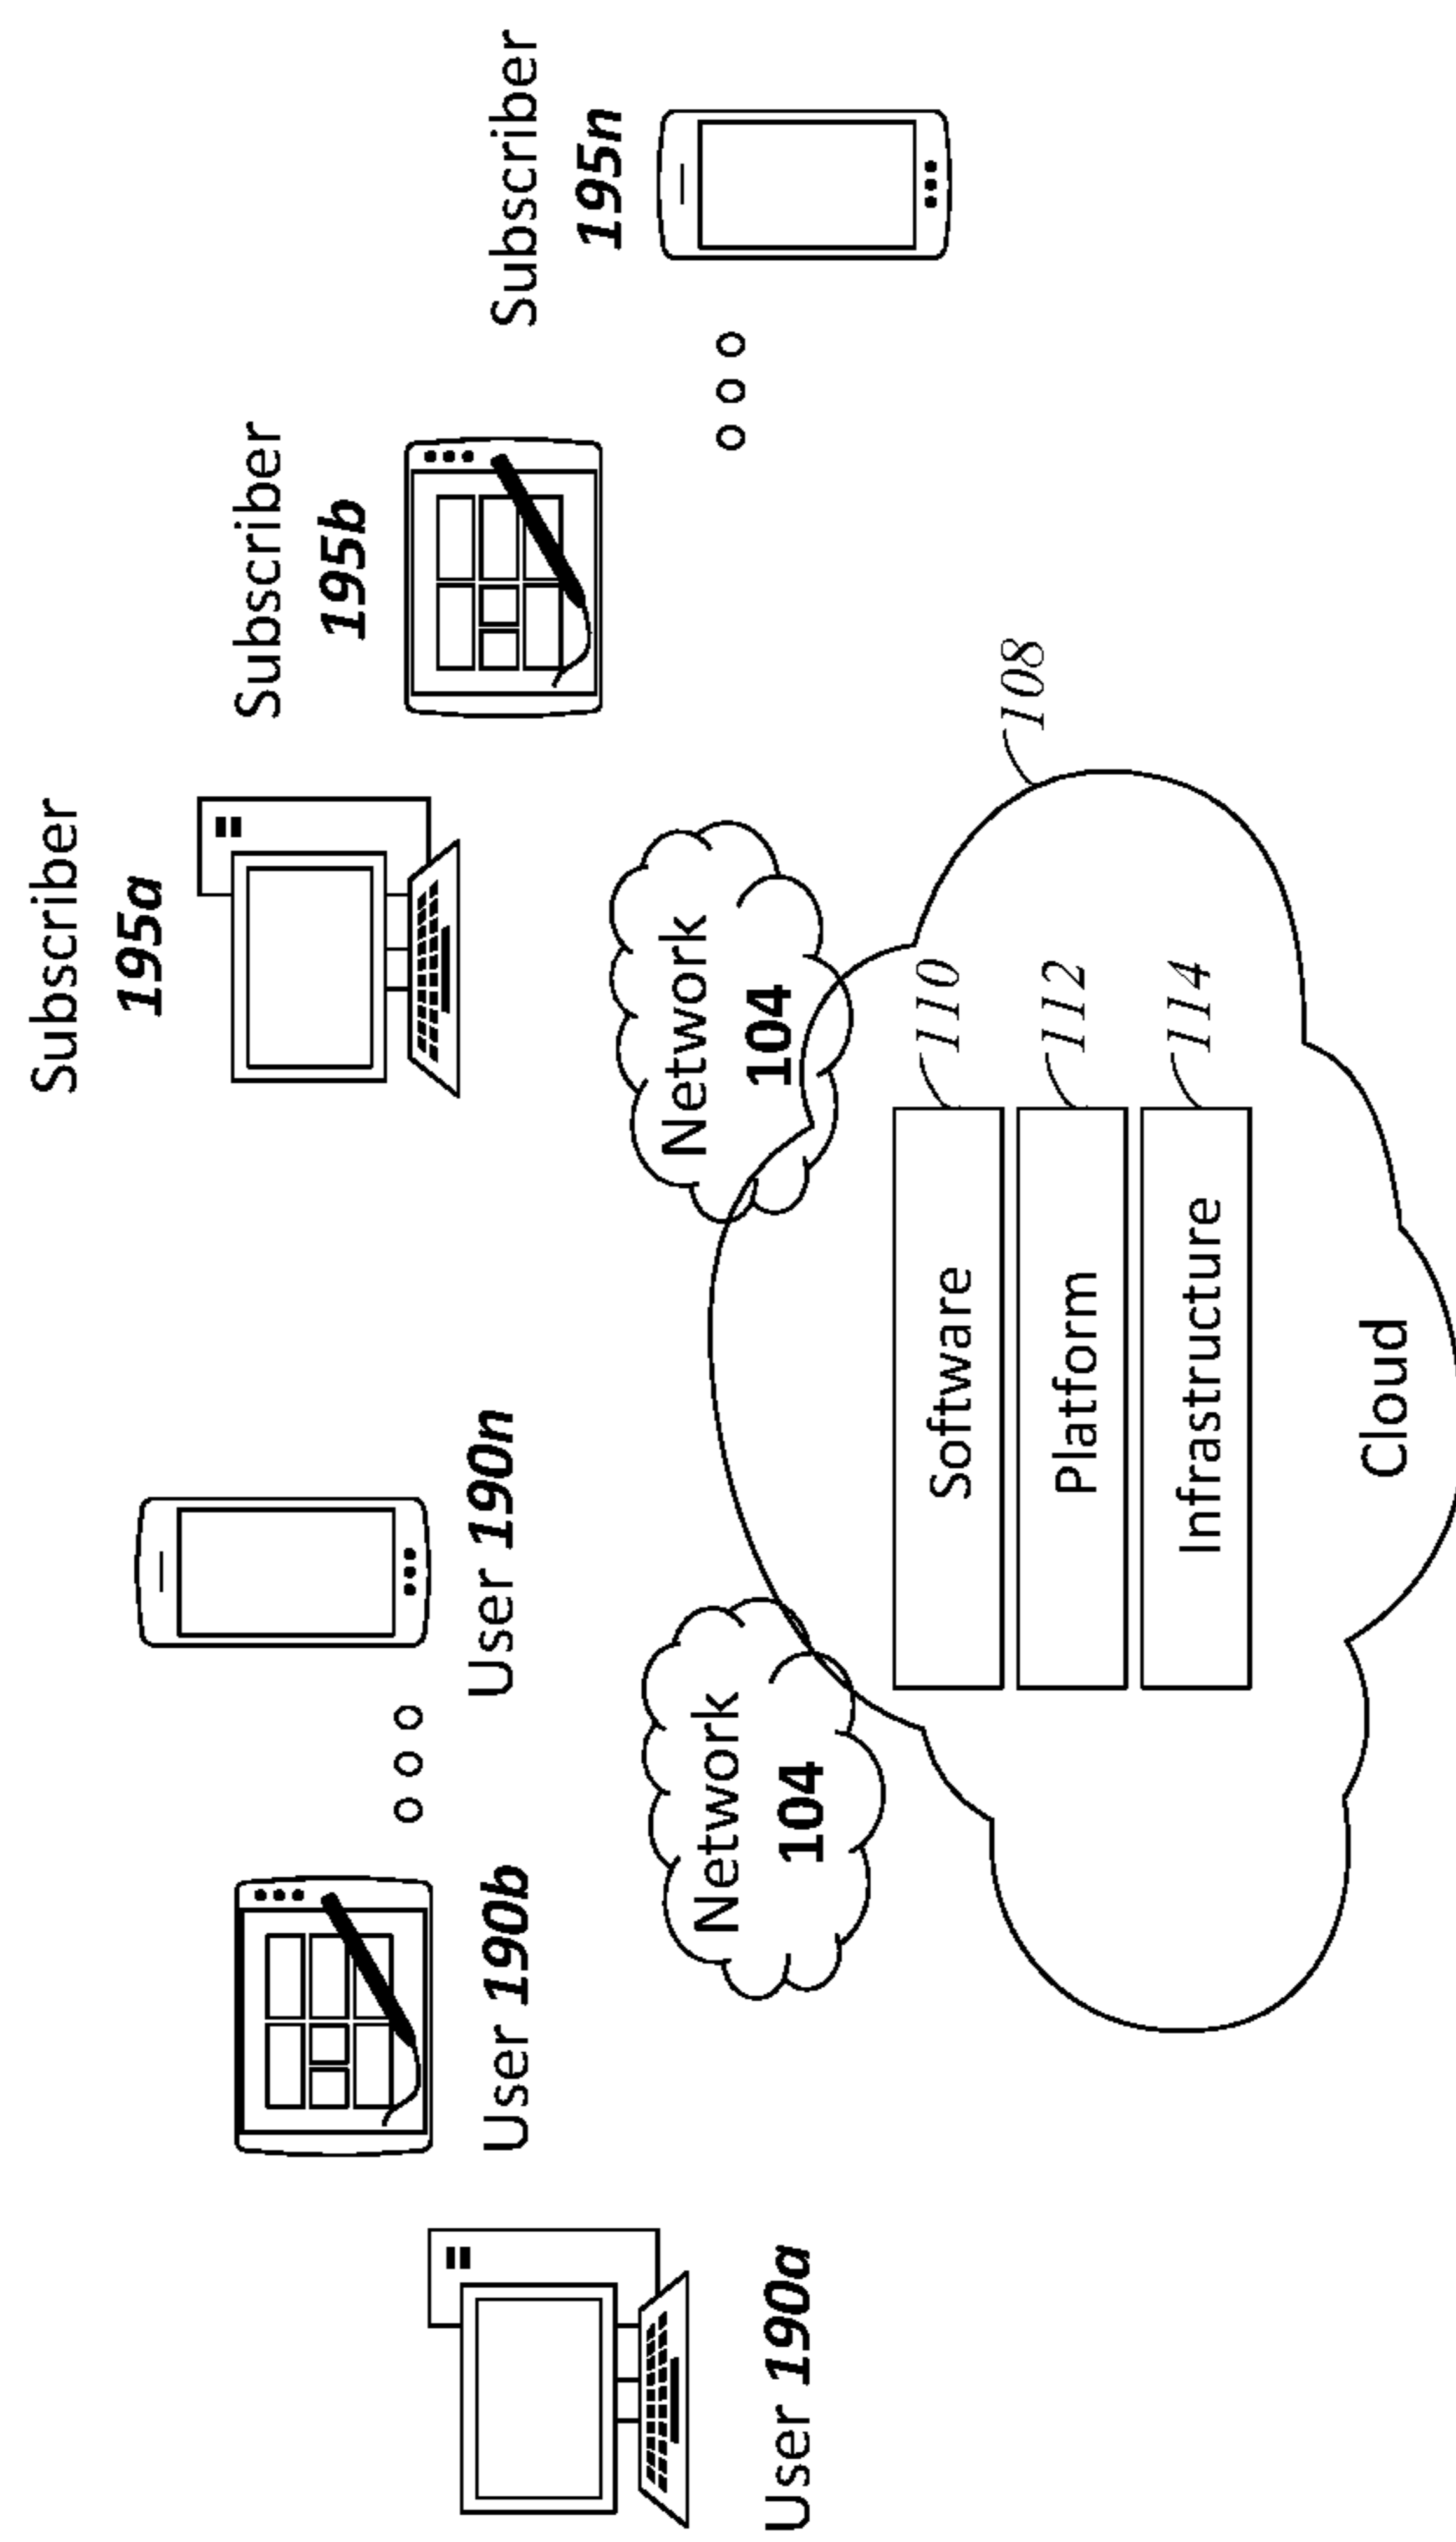 Subscriber
195a
Subscriber
195b
Subscriber
195n
User 190n
User 190b
User 190a
Network
104
Network
104
108
Software
110
Platform
112
Infrastructure
114
Cloud